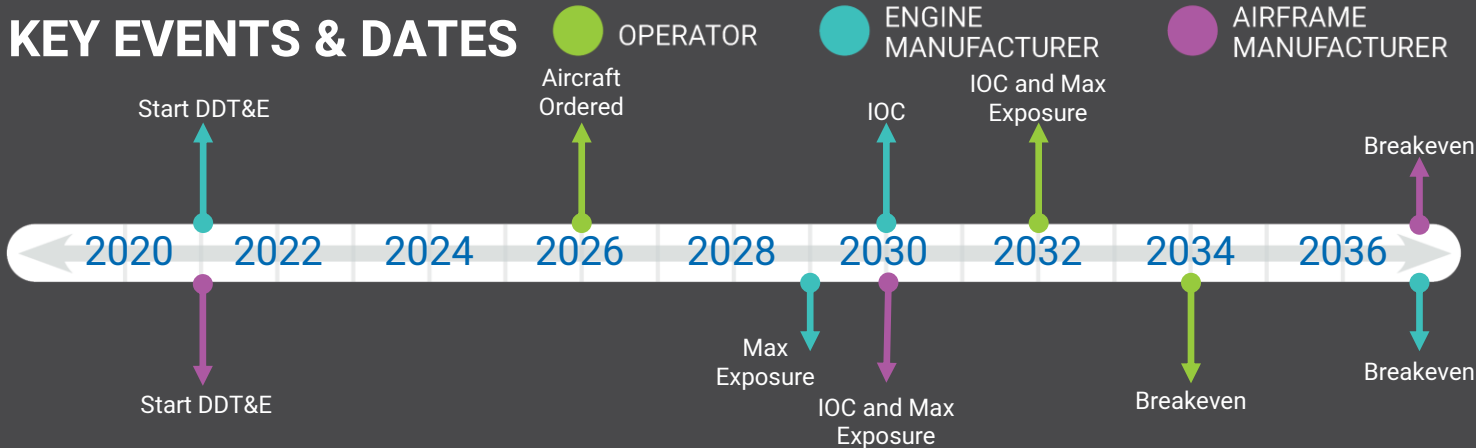 KEY EVENTS & DATES
OPERATOR
ENGINE
MANUFACTURER
AIRFRAME
MANUFACTURER
Start DDT&E
Aircraft
Ordered
IOC
IOC and Max
Exposure
Breakeven
2020 2022 2024 2026 2028 2030 2032 2034 2036
Start DDT&E
Max
Exposure
IOC and Max
Exposure
Breakeven
Breakeven